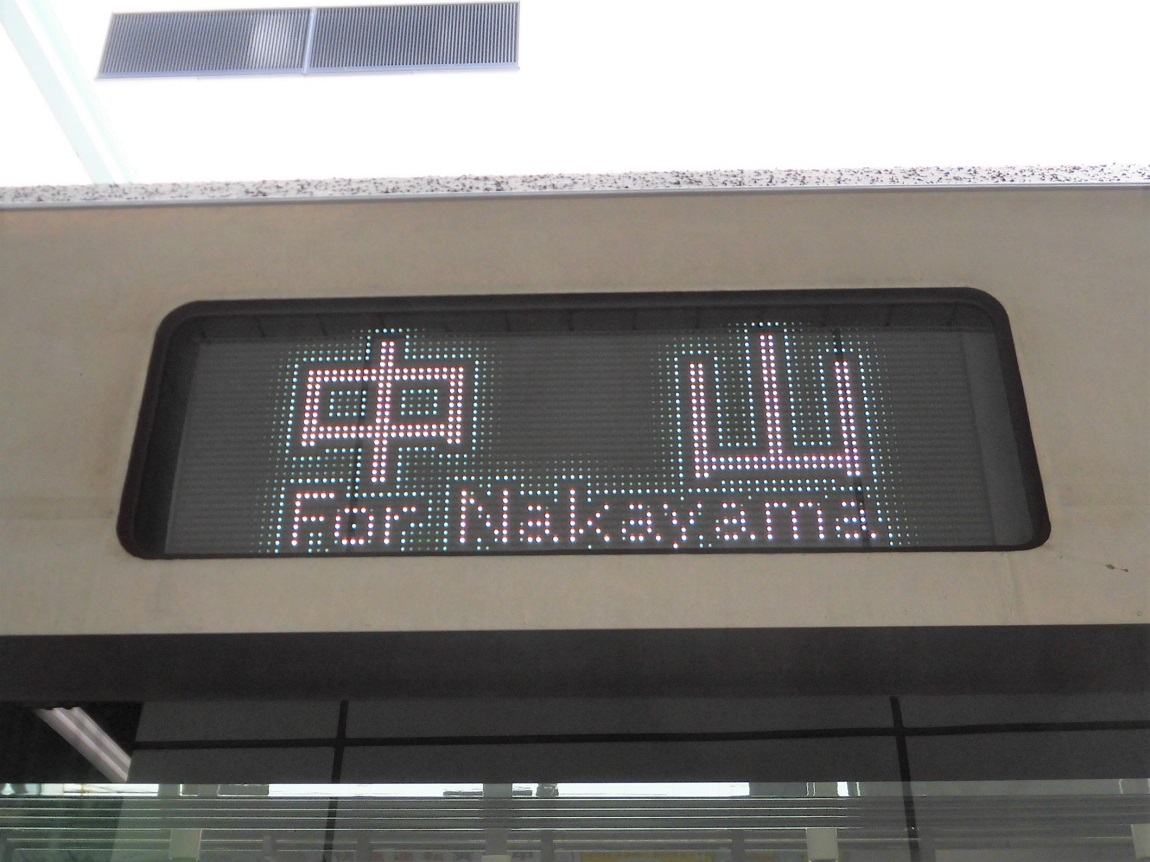 中山
For Nakayama